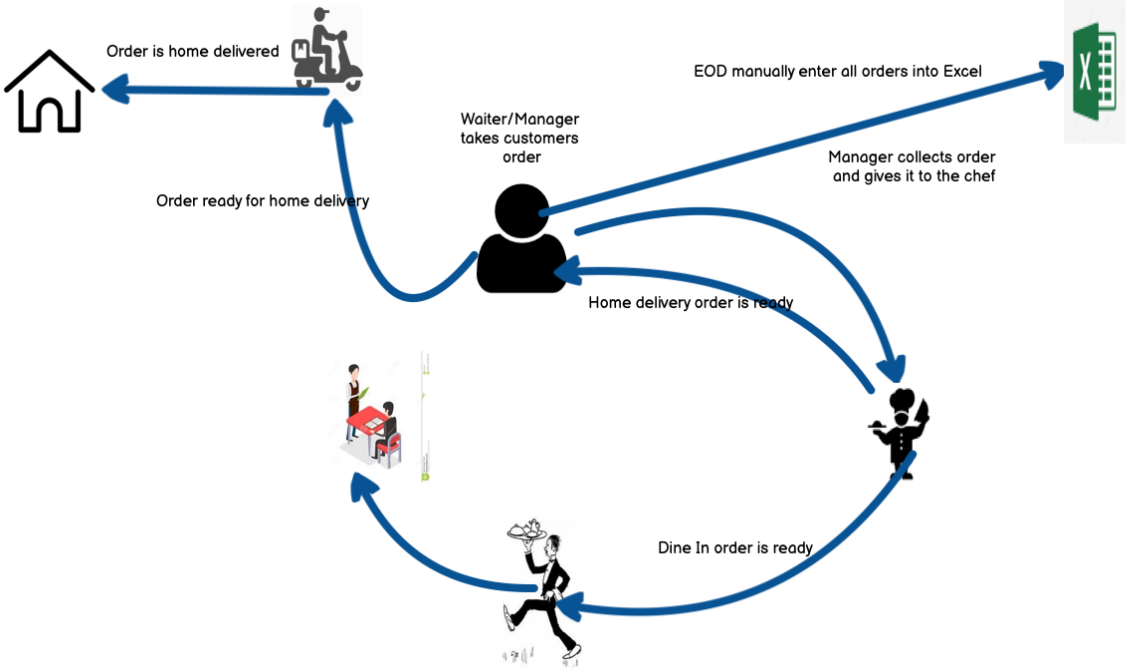 Order is home delivered
EOD manually enter all orders into Excel
Waiter/Manager
takes customers
order
Manager collects order
and gives it to the chef
Order ready for home delivery
Home delivery order is ready
Dine In order is ready
X